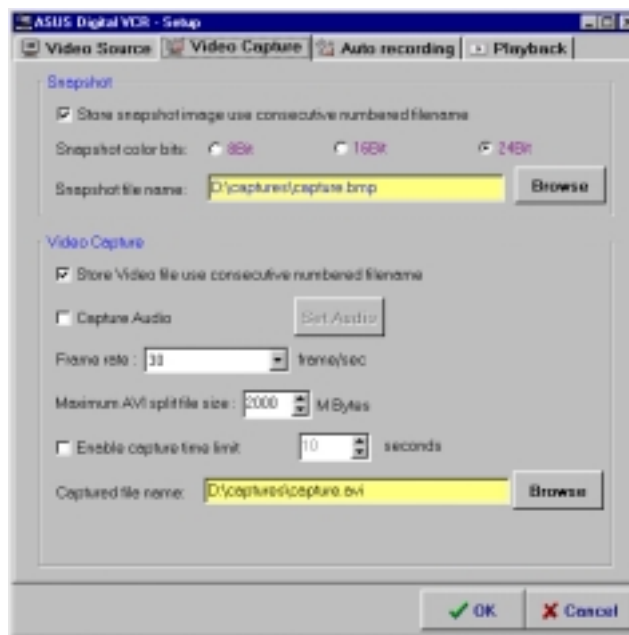 ASUS Digital VCR - Setup
Video Source Video Capture Auto recording Playback
Snapshot
Store snapshot image use consecutive numbered filename
Snapshot color bits: 8Bit 16Bit 24Bit
Snapshot file name: D:\captures\capture.bmp Browse
Video Capture
Store Video file use consecutive numbered filename
Capture Audio Set Audio
Frame rate : 30 frame/sec
Maximum AVI split file size : 2000 M Bytes
Enable capture time limit 10 seconds
Captured file name: D:\captures\capture.avi Browse
OK Cancel